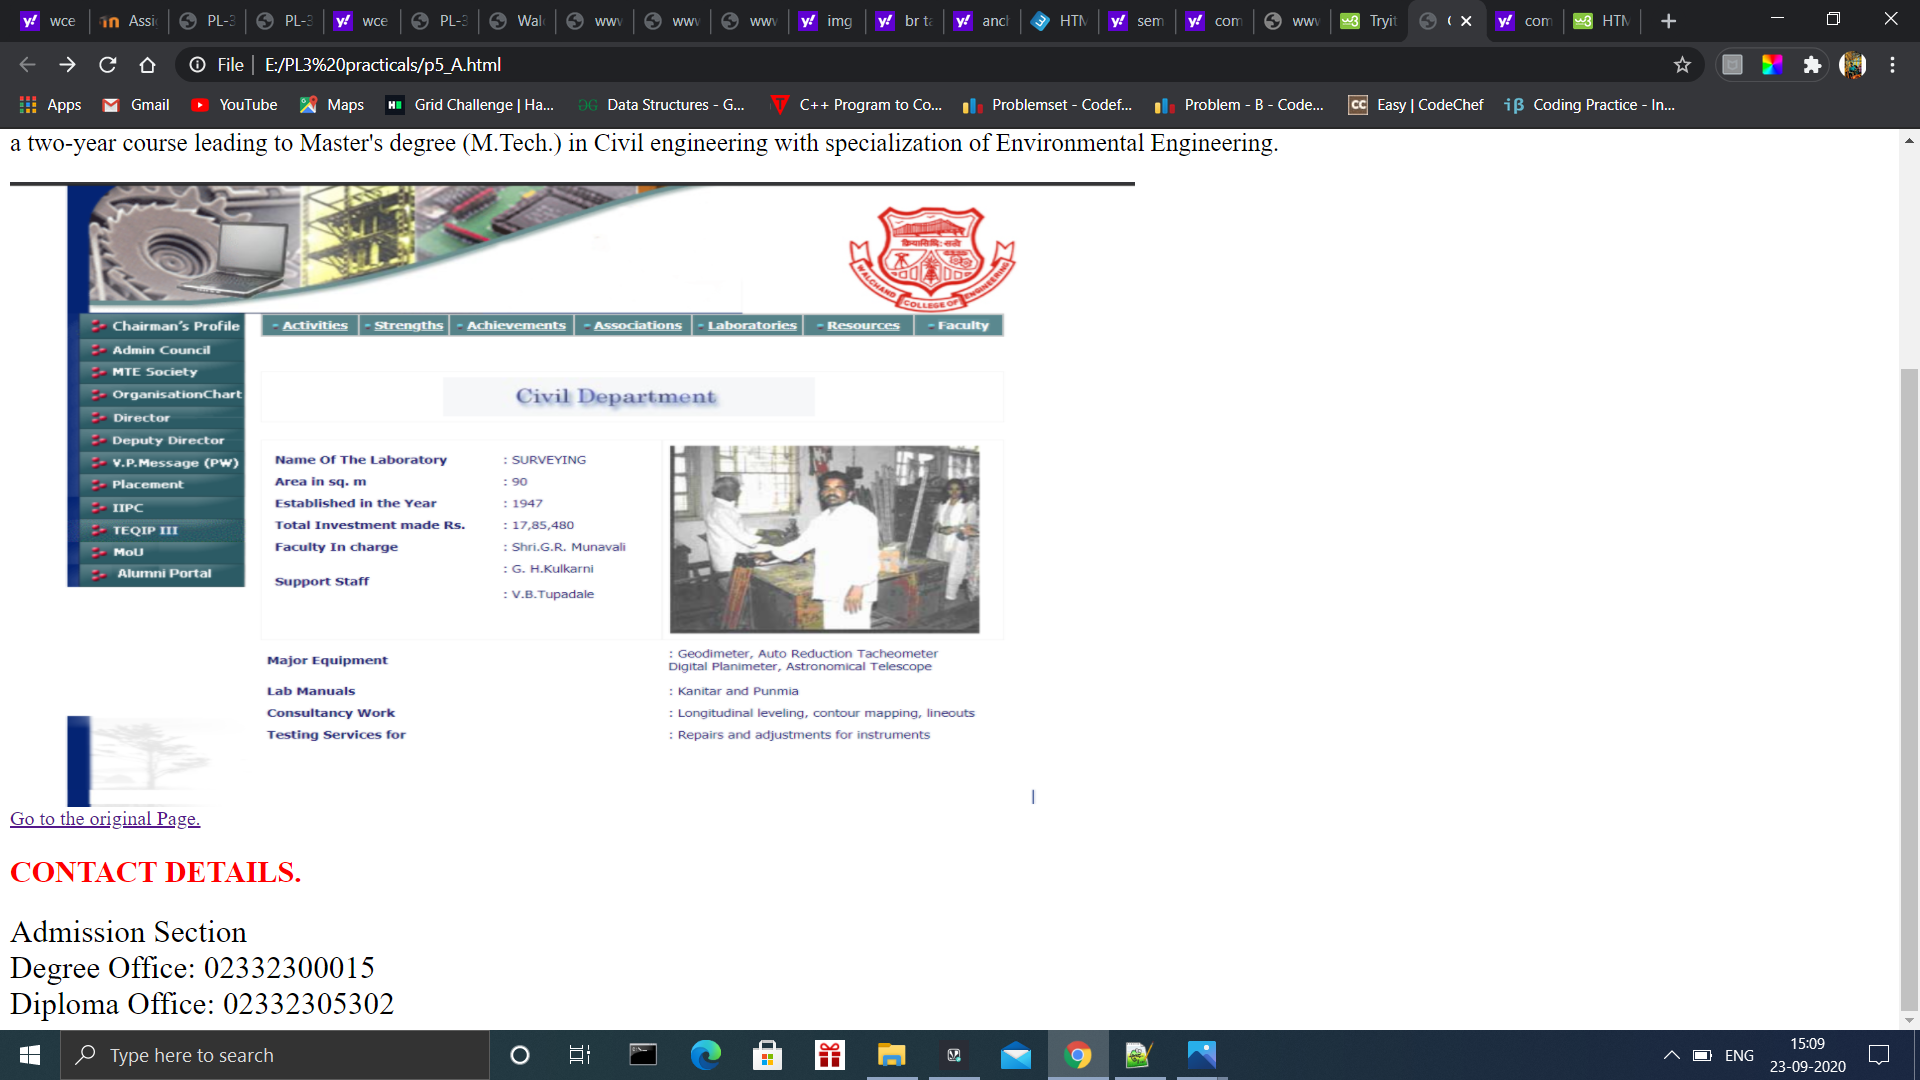 wce
Assi
PL-3
PL-3
wce
PL-3
Wal
www
www
www
img
br ta
anch
HTM
sem
com
www
Tryit
com
HTM
File
E:/PL3%20practicals/p5_A.html
Apps
Gmail
YouTube
Maps
Grid Challenge | Ha...
Data Structures - G...
C++ Program to Co...
Problemset - Codef...
Problem - B - Code...
CC
Easy | CodeChef
Coding Practice - In...
a two-year course leading to Master's degree (M.Tech.) in Civil engineering with specialization of Environmental Engineering.
WALCHAND COLLEGE OF ENGINEERING
Activities
Strengths
Achievements
Associations
Laboratories
Resources
Faculty
Chairman's Profile
Admin Council
MTE Society
OrganisationChart
Director
Deputy Director
V.P.Message (PW)
Placement
IIPC
TEQIP III
MoU
Alumni Portal
Civil Department
Name Of The Laboratory : SURVEYING
Area in sq. m : 90
Established in the Year : 1947
Total Investment made Rs. : 17,85,480
Faculty In charge : Shri.G.R. Munavali
: G. H.Kulkarni
Support Staff
: V.B.Tupadale
Major Equipment : Geodimeter, Auto Reduction Tacheometer
Digital Planimeter, Astronomical Telescope
Lab Manuals : Kanitar and Punmia
Consultancy Work : Longitudinal leveling, contour mapping, lineouts
Testing Services for : Repairs and adjustments for instruments
Go to the original Page.
CONTACT DETAILS.
Admission Section
Degree Office: 02332300015
Diploma Office: 02332305302
Type here to search
ENG
15:09
23-09-2020